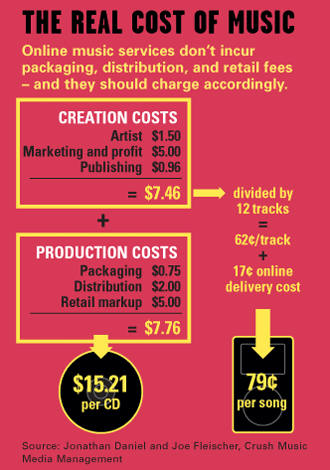 THE REAL COST OF MUSIC
Online music services don't incur
packaging, distribution, and retail fees
– and they should charge accordingly.
CREATION COSTS
Artist $1.50
Marketing and profit $5.00
Publishing $0.96
= $7.46
divided by
12 tracks
=
62¢/track
+
17¢ online
delivery cost
+
PRODUCTION COSTS
Packaging $0.75
Distribution $2.00
Retail markup $5.00
= $7.76
$15.21
per CD
79¢
per song
Source: Jonathan Daniel and Joe Fleischer, Crush Music
Media Management